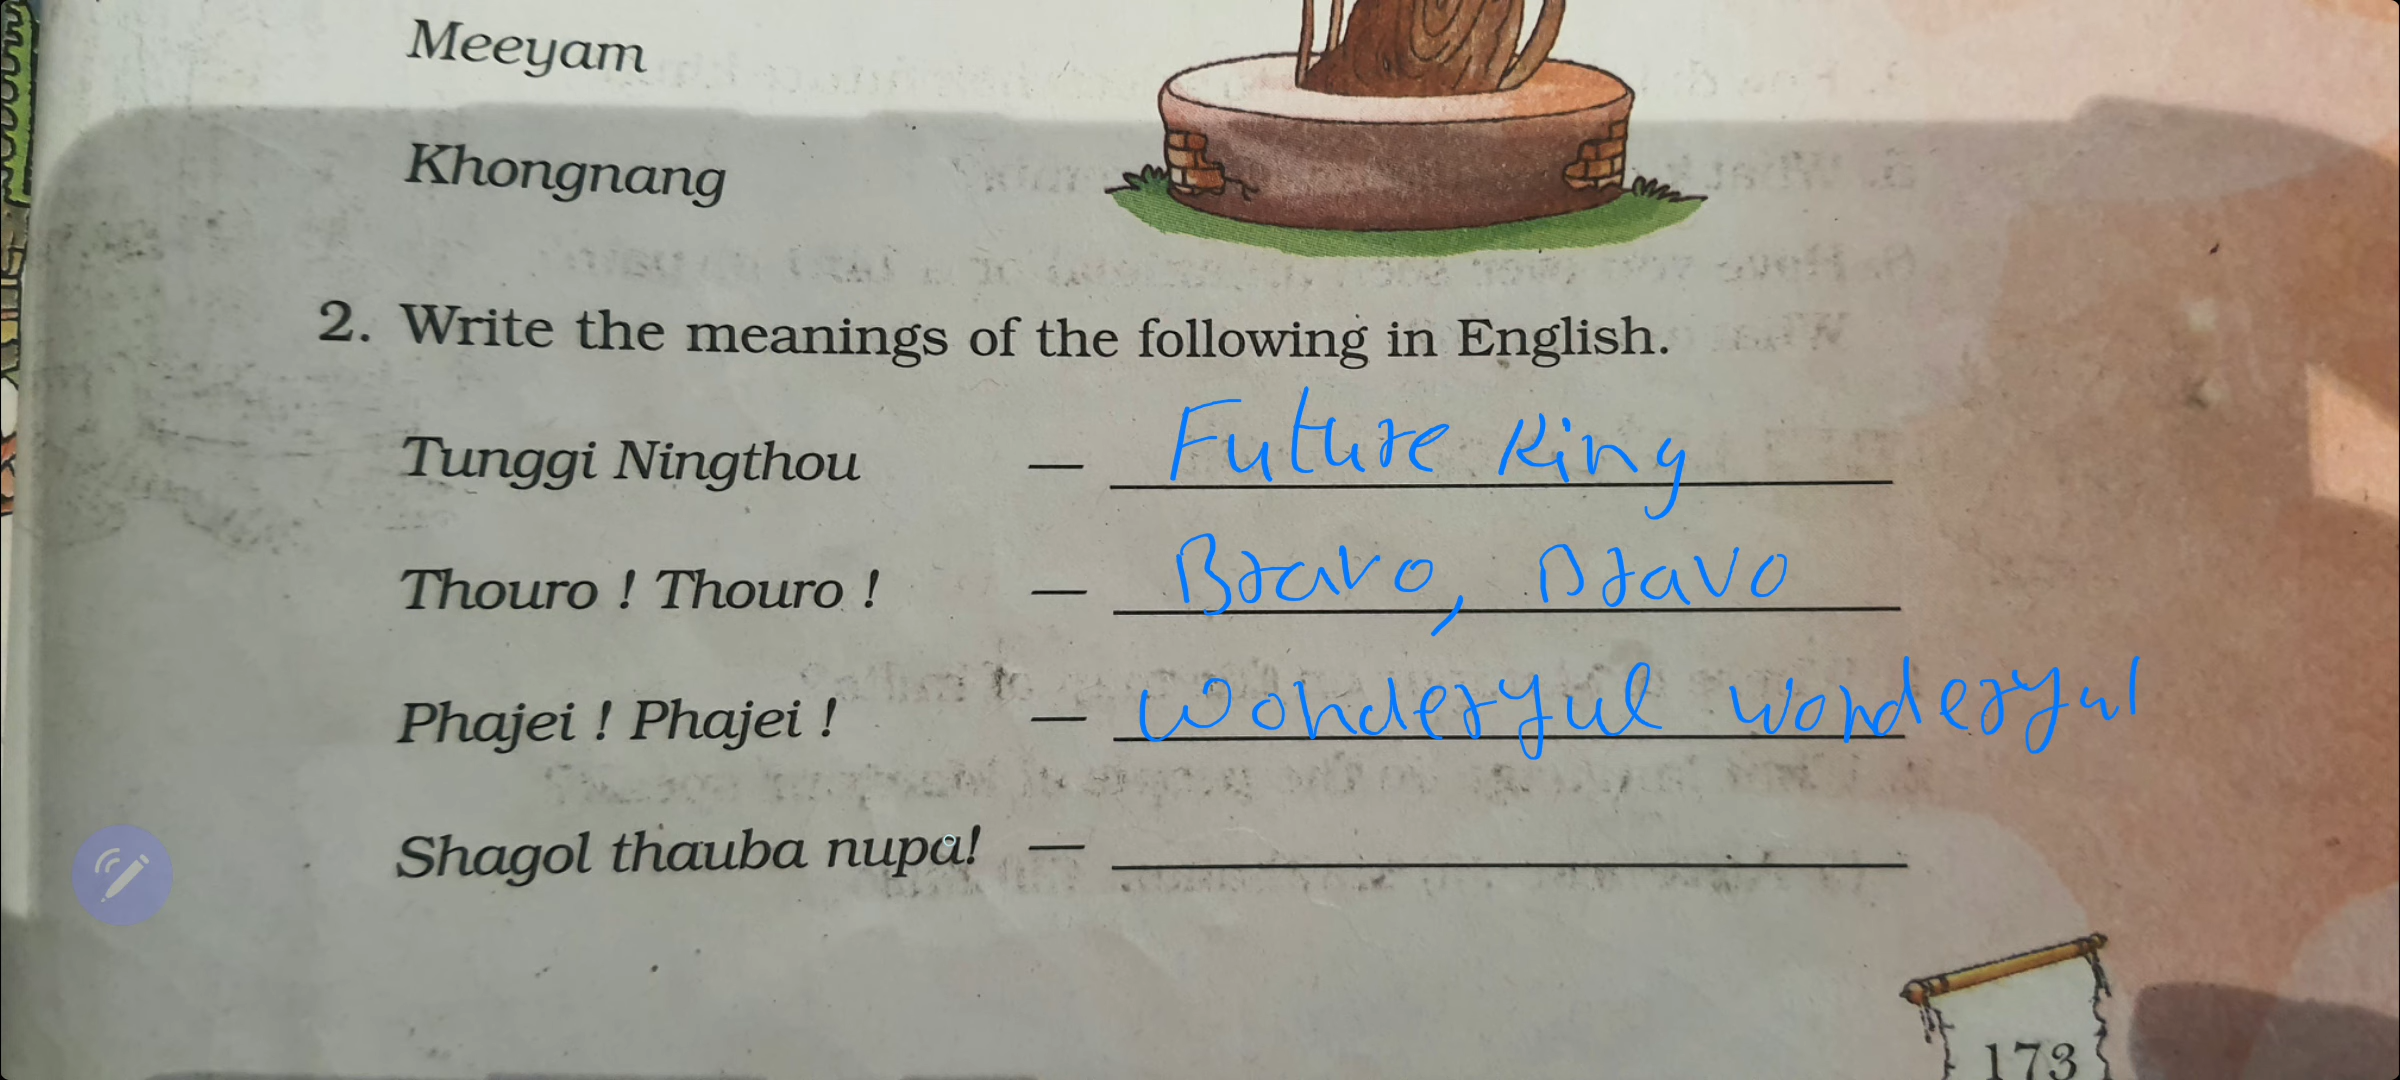 Meeyam
Khongnang
2. Write the meanings of the following in English.
Tunggi Ningthou — Future King
Thouro ! Thouro ! — Bravo, Bravo
Phajei ! Phajei ! — Wonderful wonderful
Shagol thauba nupa! —
173